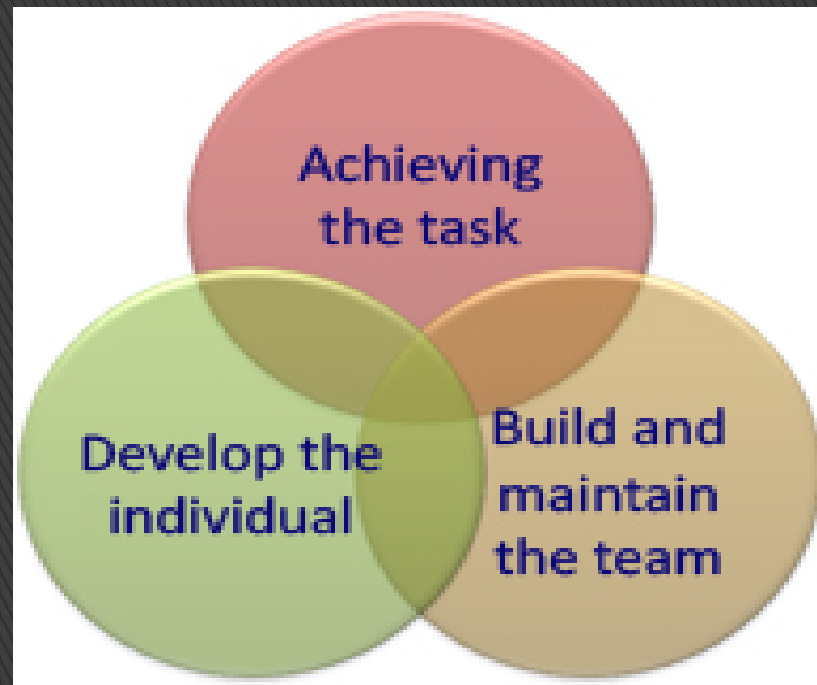 Achieving
the task
Develop the
individual
Build and
maintain
the team